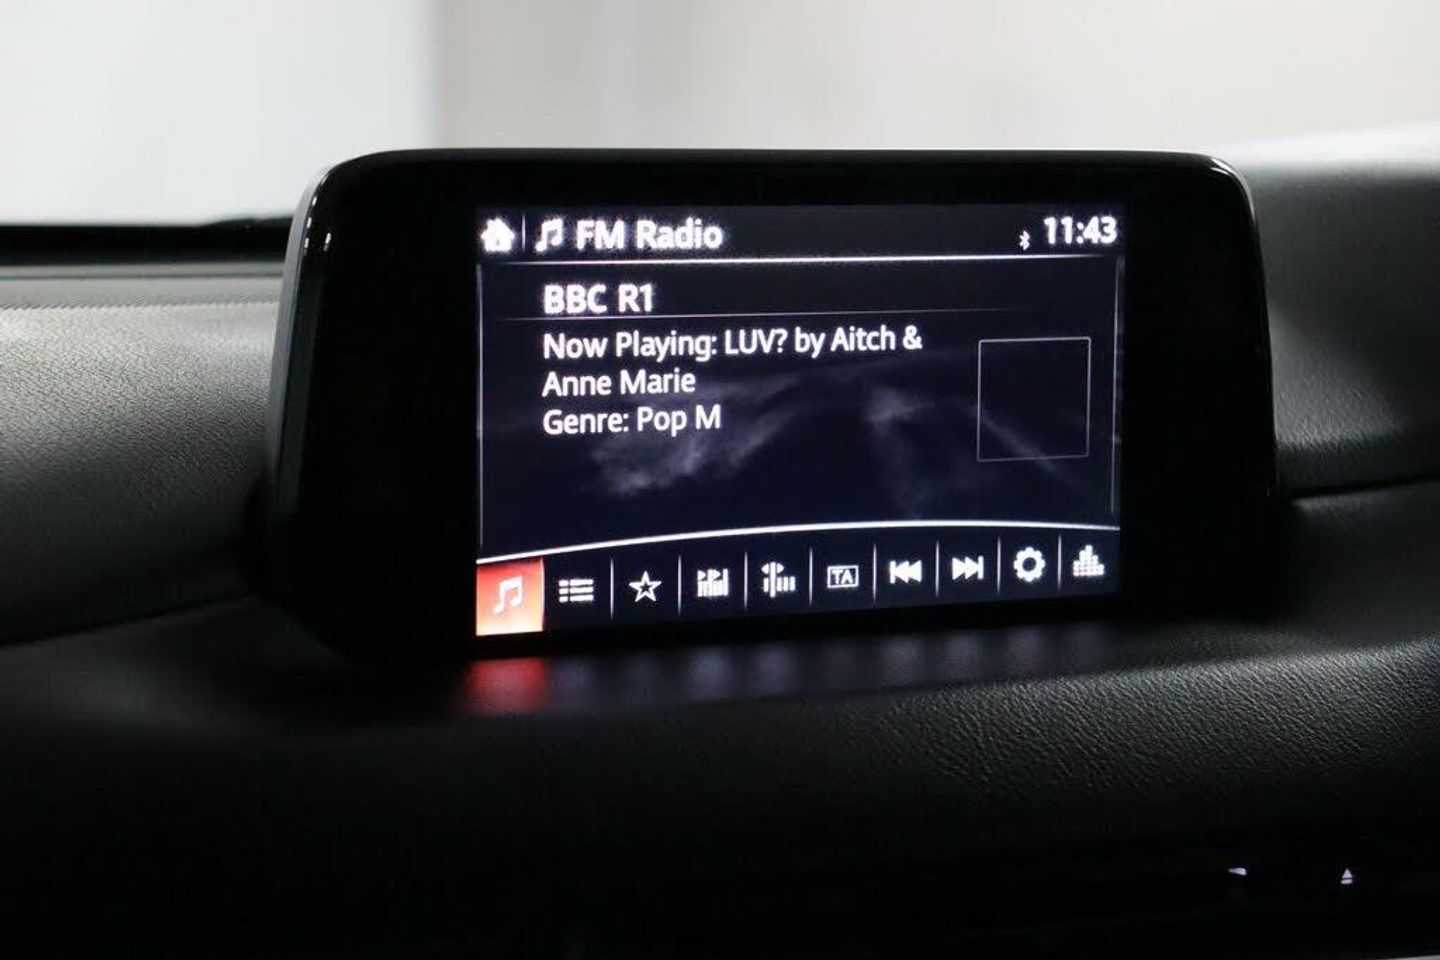 FM Radio
11:43
BBC R1
Now Playing: LUV? by Aitch &
Anne Marie
Genre: Pop M
TA